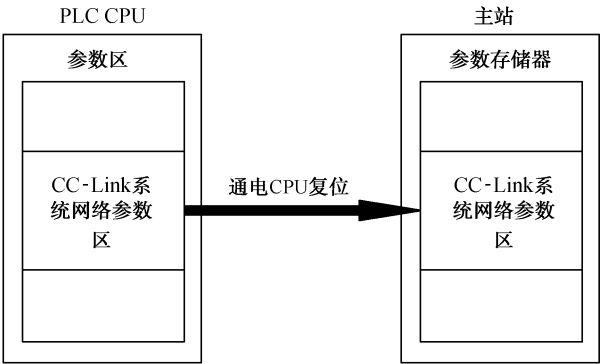 PLC CPU
主站
参数区
参数存储器
CC-Link系
统网络参数
区
通电CPU复位
CC-Link系
统网络参数
区